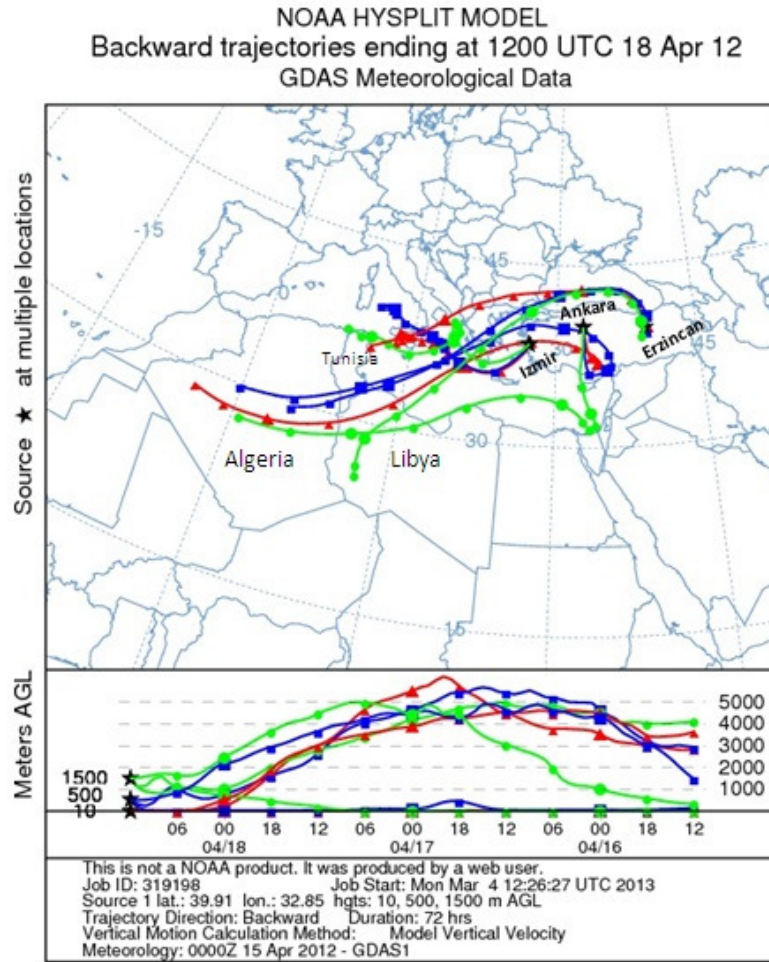 NOAA HYSPLIT MODEL
Backward trajectories ending at 1200 UTC 18 Apr 12
GDAS Meteorological Data
Source ★ at multiple locations
-15
0
45
45
30
15
Ankara
Erzincan
Izmir
Tunisia
Algeria
Libya
Meters AGL
1500
500
10
5000
4000
3000
2000
1000
06 00 18 12 06 00 18 12 06 00 18 12
04/18 04/17 04/16
This is not a NOAA product. It was produced by a web user.
Job ID: 319198 Job Start: Mon Mar 4 12:26:27 UTC 2013
Source 1 lat.: 39.91 lon.: 32.85 hgts: 10, 500, 1500 m AGL
Trajectory Direction: Backward Duration: 72 hrs
Vertical Motion Calculation Method: Model Vertical Velocity
Meteorology: 0000Z 15 Apr 2012 - GDAS1